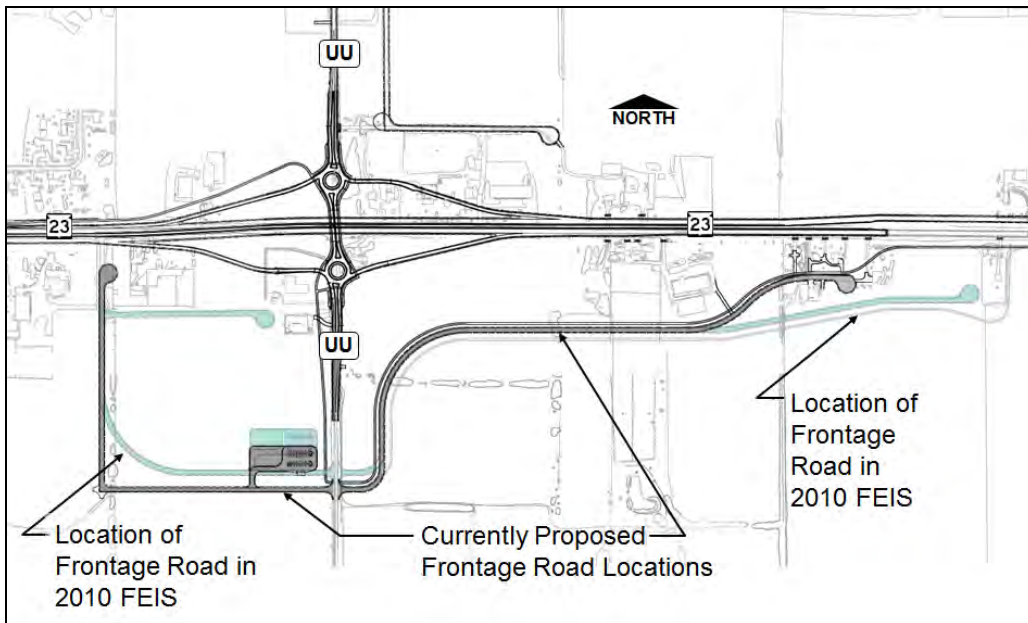 UU
NORTH
23
23
UU
Location of
Frontage
Road in
2010 FEIS
Location of
Frontage Road in
2010 FEIS
Currently Proposed
Frontage Road Locations